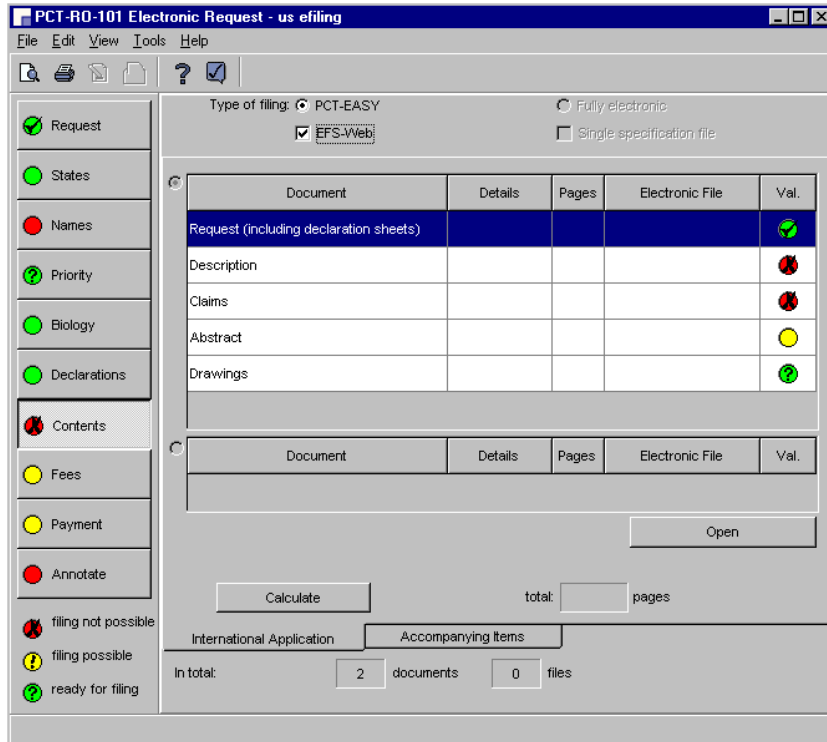 PCT-RO-101 Electronic Request - us efiling
File Edit View Tools Help
Type of filing: PCT-EASY Fully electronic
EFS-Web Single specification file
Request
States
Names
Priority
Biology
Declarations
Contents
Fees
Payment
Annotate
filing not possible
filing possible
ready for filing
Document Details Pages Electronic File Val.
Request (including declaration sheets)
Description
Claims
Abstract
Drawings
Document Details Pages Electronic File Val.
Open
Calculate total: pages
International Application Accompanying Items
In total: 2 documents 0 files